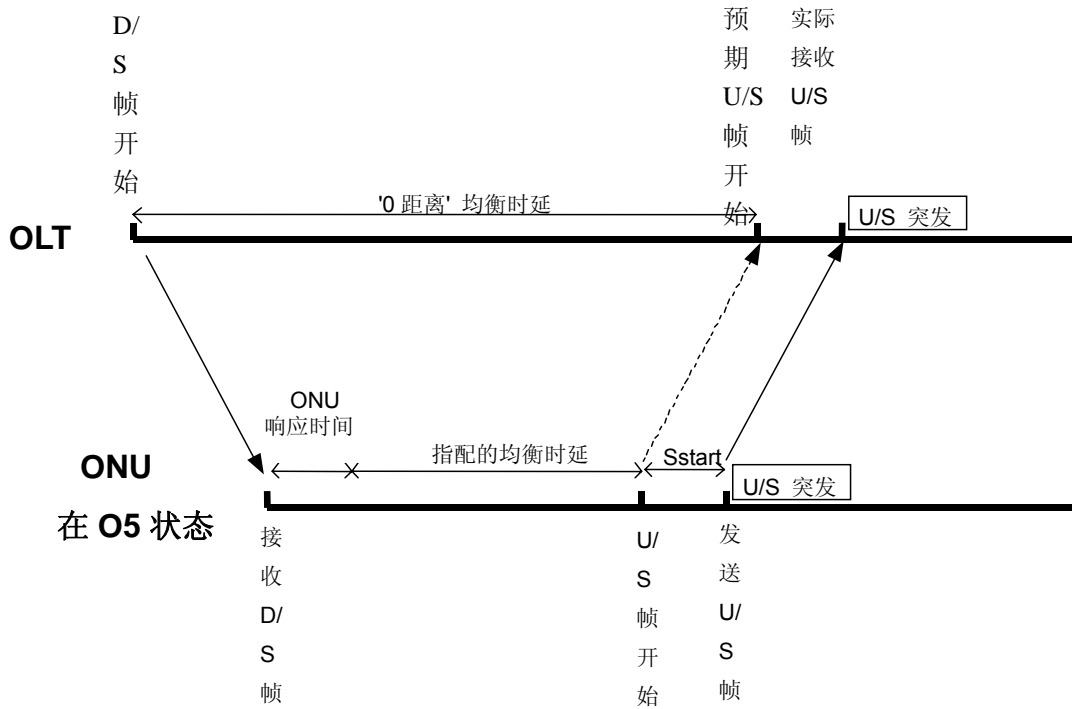 D/
S
帧
开
始
预
期
U/S
帧
开
始
实际
接收
U/S
帧
'0 距离' 均衡时延
OLT
U/S 突发
ONU
响应时间
指配的均衡时延
Sstart
ONU
在 O5 状态
U/S 突发
接
收
D/
S
帧
U/
S
帧
开
始
发
送
U/
S
帧